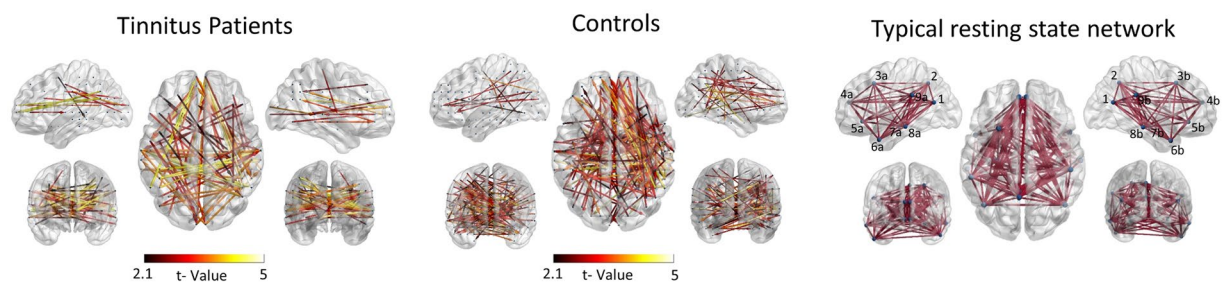 Tinnitus Patients
Controls
Typical resting state network
3a
2
4a
9a
1
5a
7a
8a
6a
2
3b
1
9b
4b
8b
7b
5b
6b
2.1
t- Value
5
2.1
t- Value
5